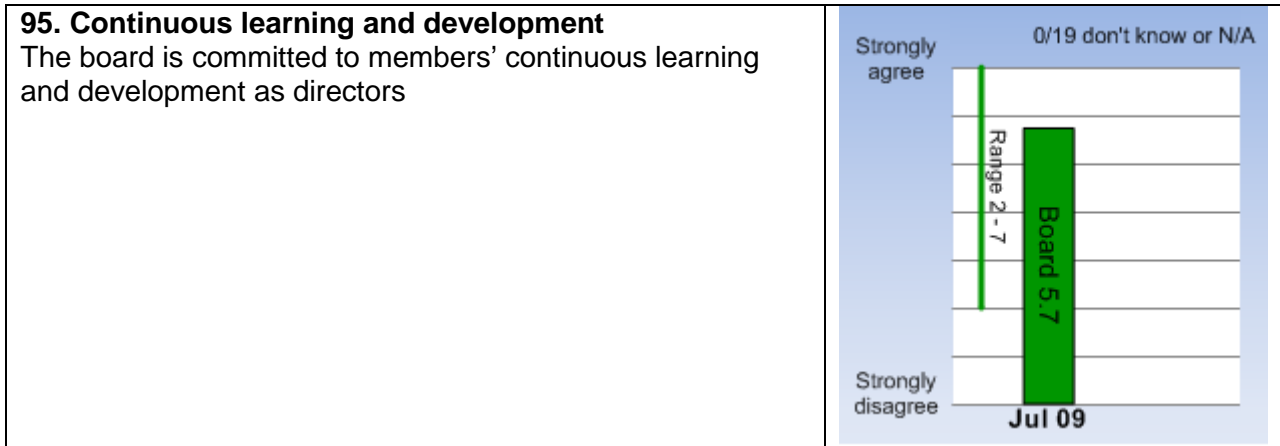 95. Continuous learning and development
The board is committed to members’ continuous learning
and development as directors
0/19 don't know or N/A
Strongly
agree
Range 2 - 7
Board 5.7
Strongly
disagree
Jul 09